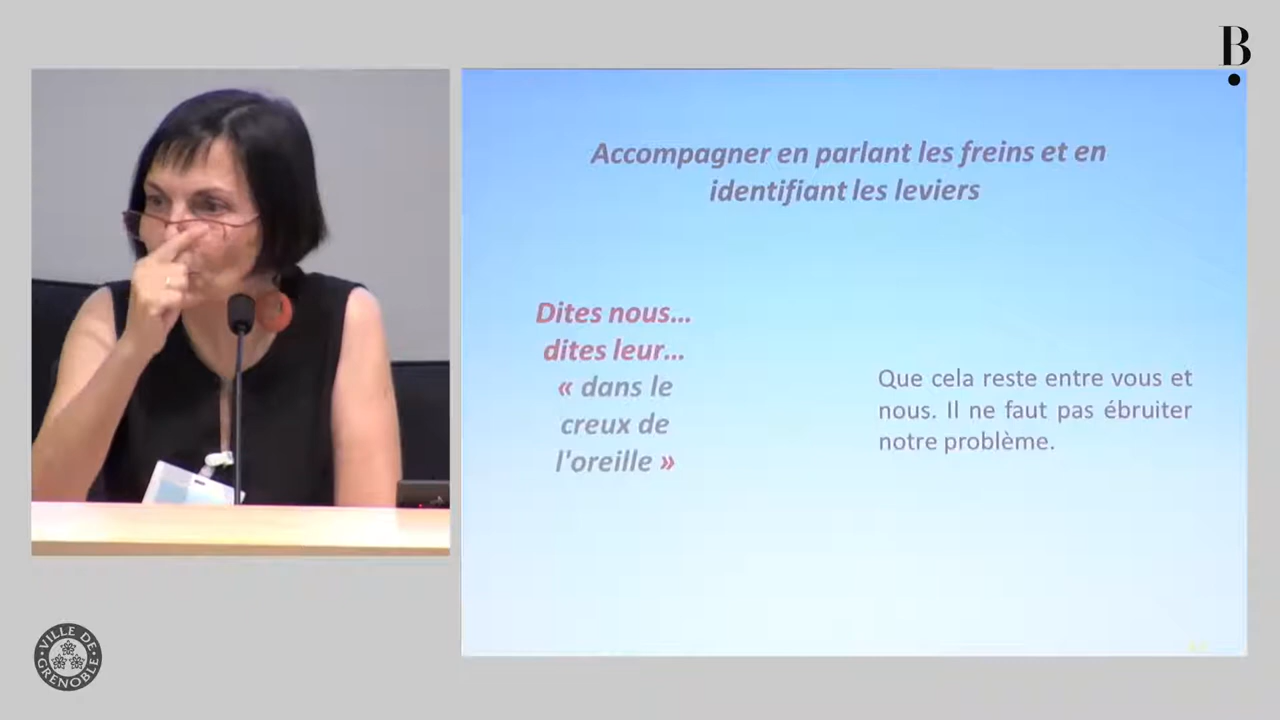 B
Accompagner en parlant les freins et en
identifiant les leviers
Dites nous...
dites leur...
« dans le
creux de
l'oreille »
Que cela reste entre vous et
nous. Il ne faut pas ébruiter
notre problème.
VILLE DE
GRENOBLE